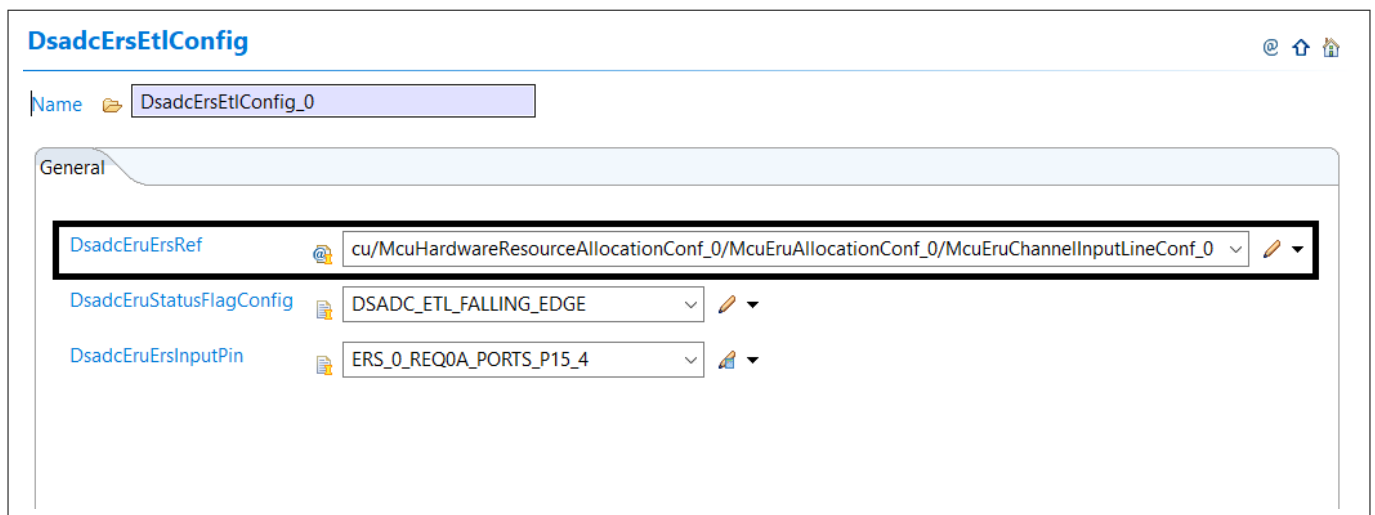 DsadcErsEtlConfig
Name DsadcErsEtlConfig_0
General
DsadcEruErsRef cu/McuHardwareResourceAllocationConf_0/McuEruAllocationConf_0/McuEruChannelInputLineConf_0
DsadcEruStatusFlagConfig DSADC_ETL_FALLING_EDGE
DsadcEruErsInputPin ERS_0_REQ0A_PORTS_P15_4